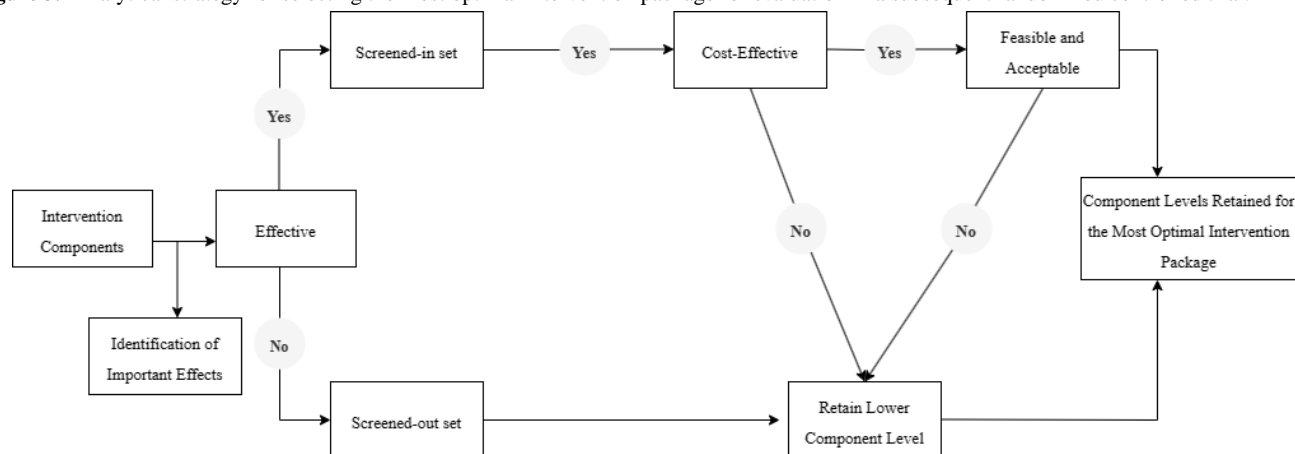 Screened-in set
Yes
Cost-Effective
Yes
Feasible and
Acceptable
Yes
Intervention
Components
Effective
No
No
Component Levels Retained for
the Most Optimal Intervention
Package
Identification of
Important Effects
No
Screened-out set
Retain Lower
Component Level